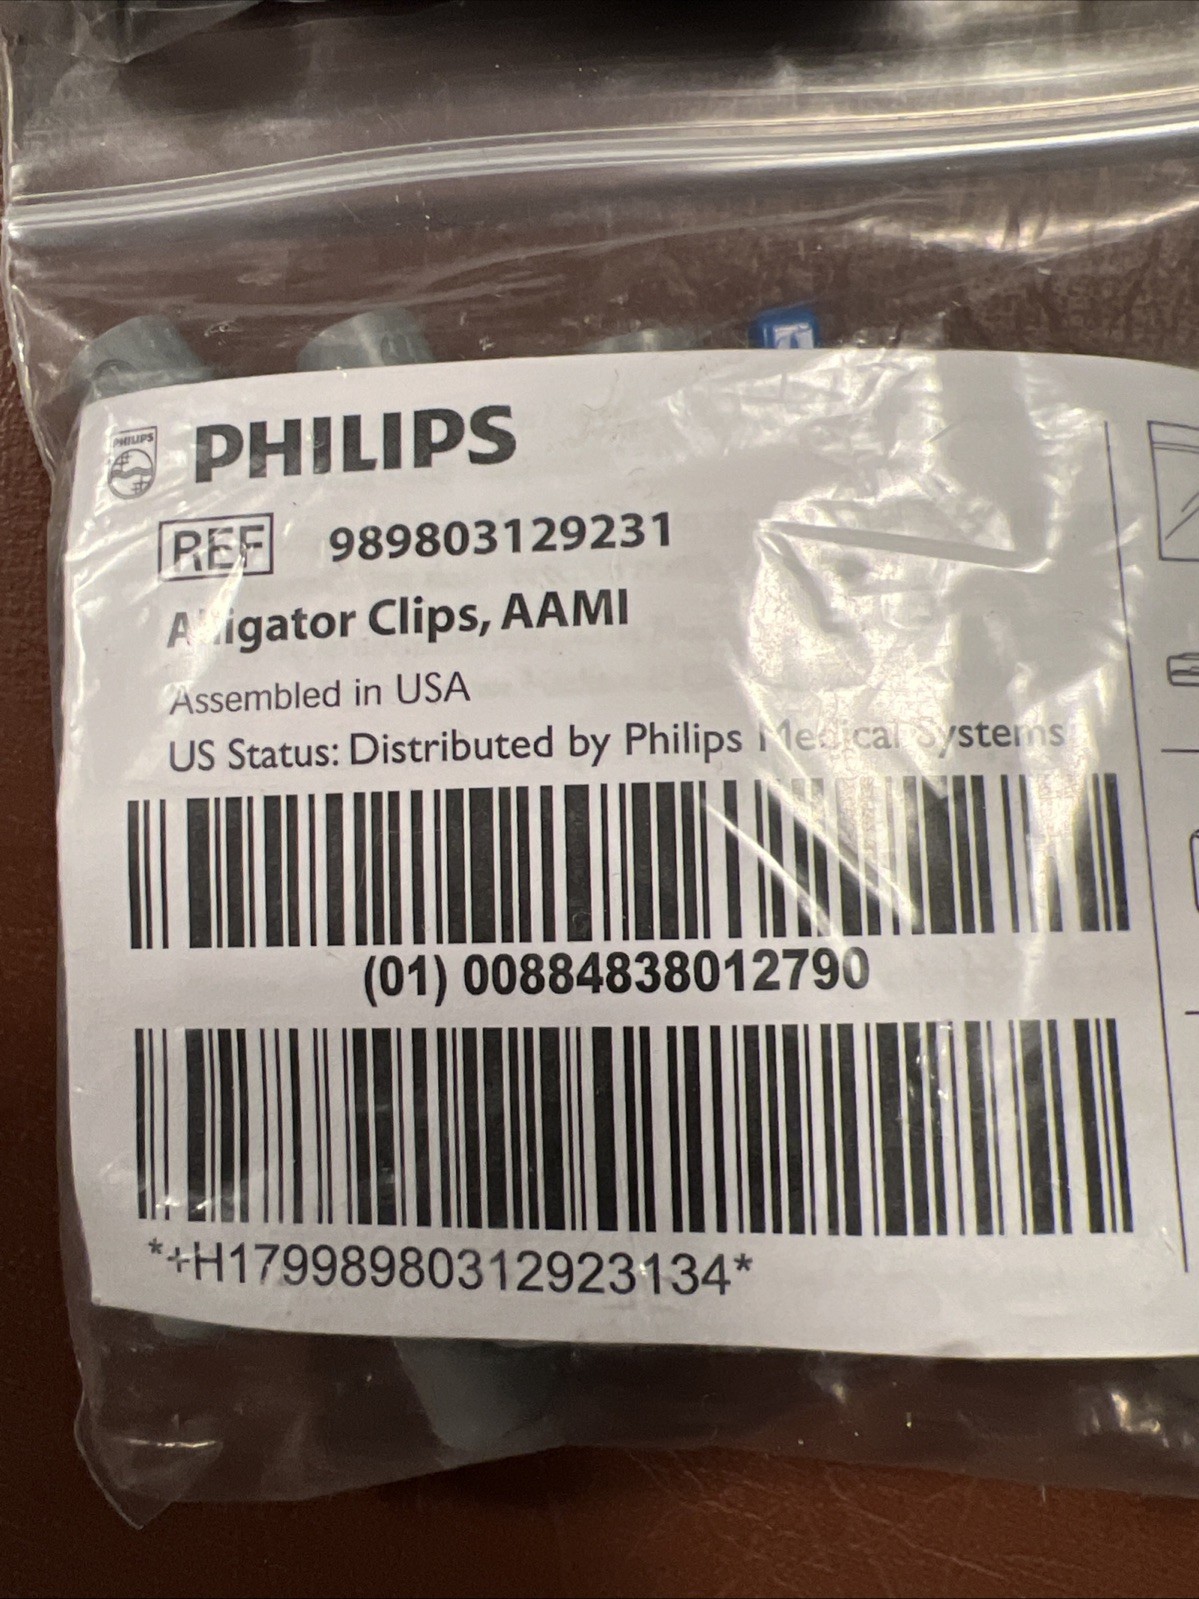 PHILIPS
PHILIPS
REF 989803129231
Alligator Clips, AAMI
Assembled in USA
US Status: Distributed by Philips Medical Systems
(01) 00884838012790
*+H17998980312923134*